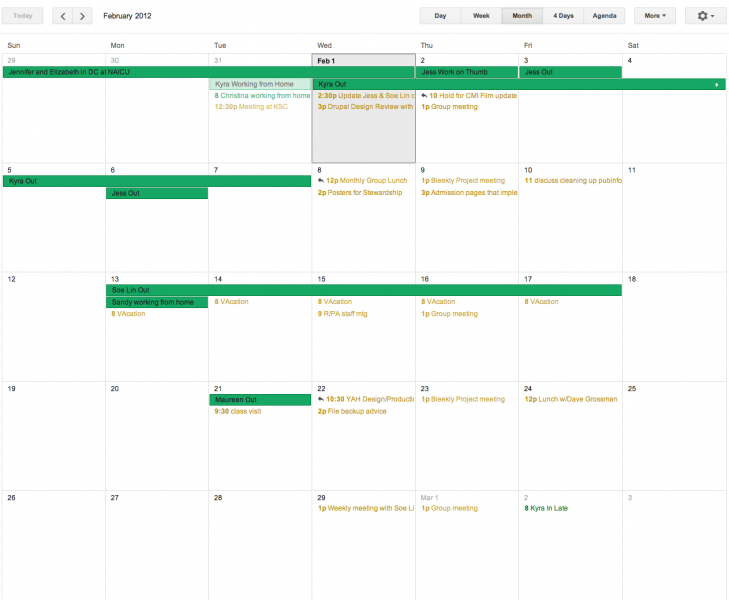 Today
February 2012
Day Week Month 4 Days Agenda More
Sun Mon Tue Wed Thu Fri Sat
29 30 31 Feb 1 2 3 4
Jennifer and Elizabeth in DC at NAICU
Jess Work on Thumb
Jess Out
Kyra Working from Home
Kyra Out
8 Christina working from home
2:30p Update Jess & Soe Lin o
10 Hold for CMI Film update
12:30p Meeting at KSC
3p Drupal Design Review with
1p Group meeting
5 6 7 8 9 10 11
Kyra Out
12p Monthly Group Lunch
1p Bieekly Project meeting
11 discuss cleaning up pubinfo
Jess Out
2p Posters for Stewardship
3p Admission pages that imple
12 13 14 15 16 17 18
Soe Lin Out
Sandy working from home
8 VAcation
8 VAcation
8 VAcation
8 VAcation
8 VAcation
9 R/PA staff mtg
1p Group meeting
19 20 21 22 23 24 25
Maureen Out
10:30 YAH Design/Productio
1p Bieekly Project meeting
12p Lunch w/Dave Grossman
9:30 class visit
2p File backup advice
26 27 28 29 Mar 1 2 3
1p Weekly meeting with Soe Li
1p Group meeting
8 Kyra In Late